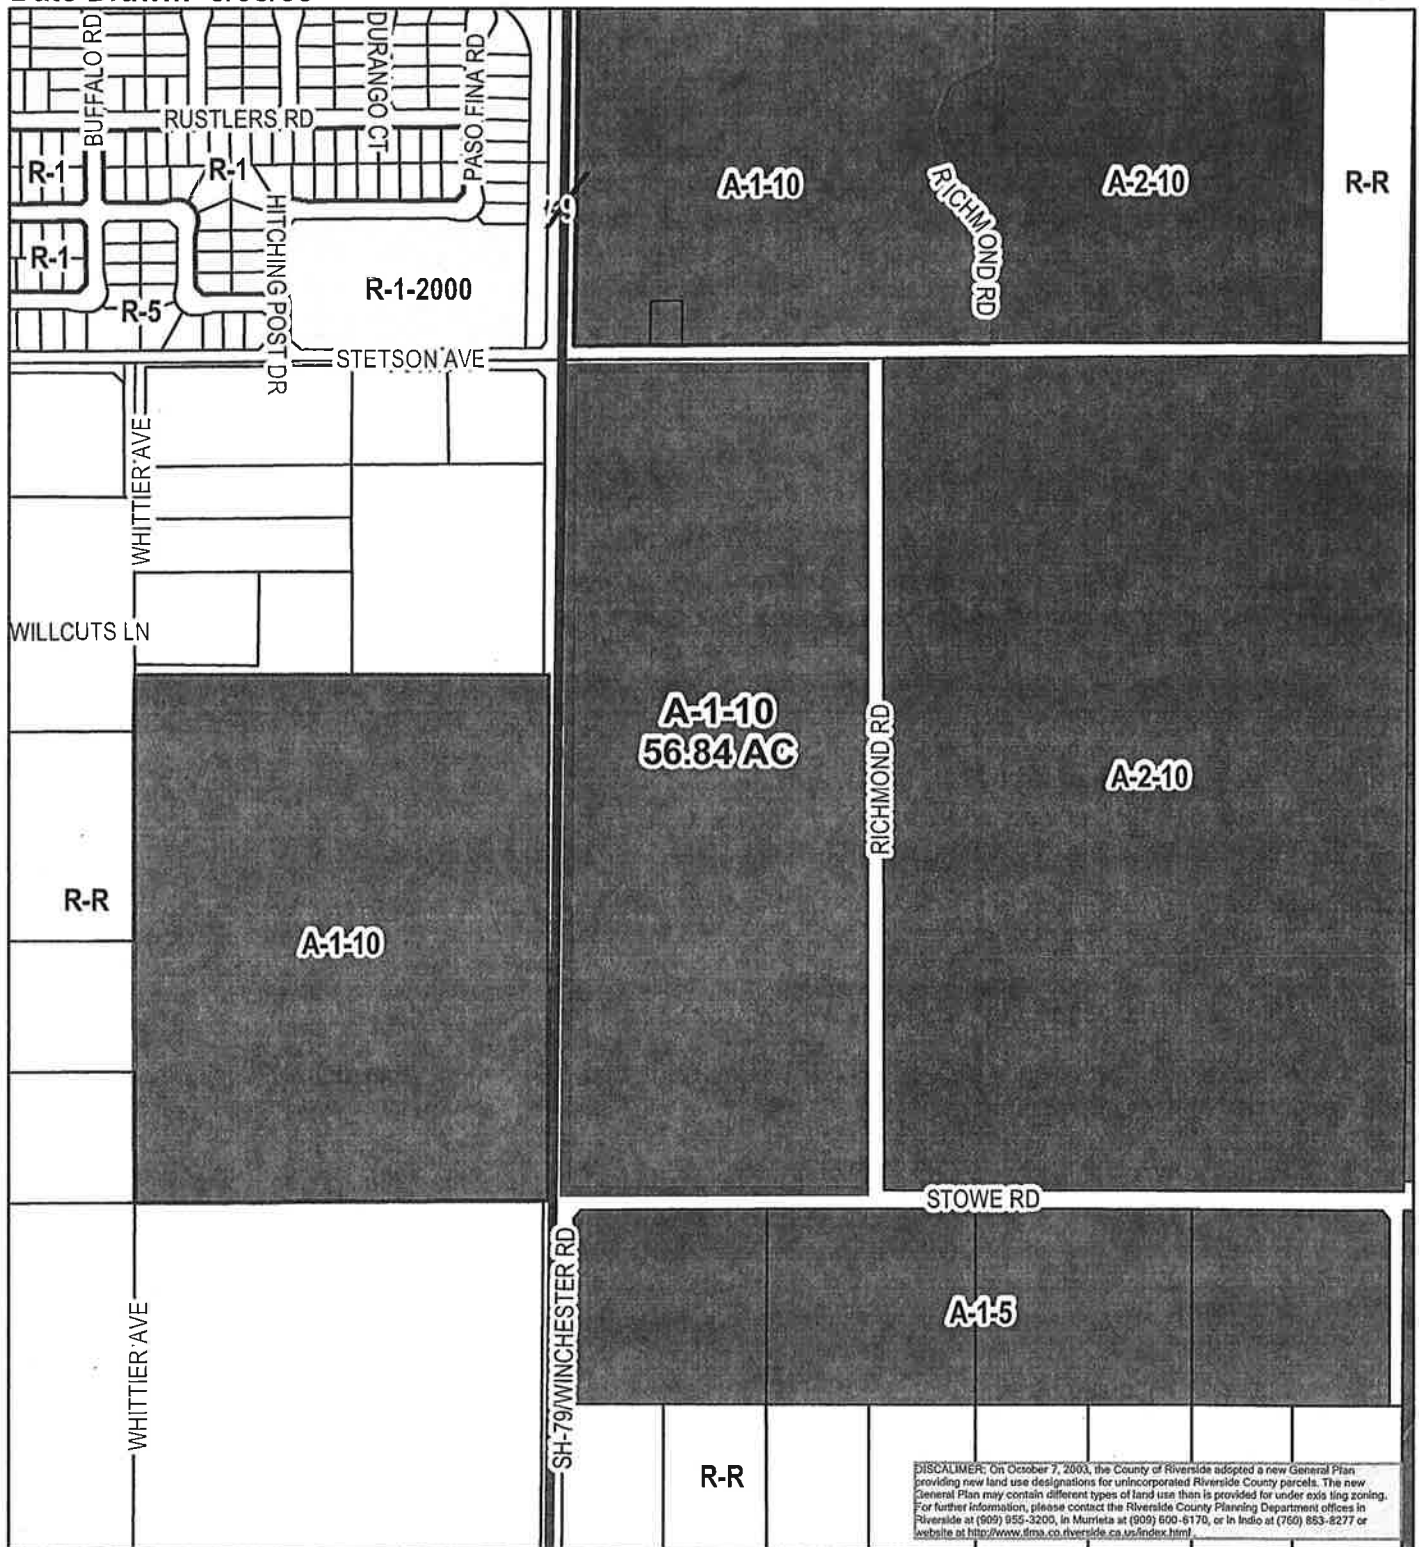 BUFFALO RD
DURANGO CT
PASO FINA RD
RUSTLERS RD
R-1
R-1
A-1-10
RICHMOND RD
A-2-10
R-R
79
HITCHING POST DR
R-1
R-1-2000
R-5
STETSON AVE
WHITTIER AVE
WILLCUTS LN
A-1-10
56.84 AC
RICHMOND RD
A-2-10
R-R
A-1-10
STOWE RD
SH-79/WINCHESTER RD
A-1-5
WHITTIER AVE
R-R
DISCALIMER: On October 7, 2003, the County of Riverside adopted a new General Plan
providing new land use designations for unincorporated Riverside County parcels. The new
General Plan may contain different types of land use than is provided for under exis ting zoning.
For further information, please contact the Riverside County Planning Department offices in
Riverside at (909) 955-3200, in Murrieta at (909) 600-6170, or in Indio at (760) 863-8277 or
website at http://www.tlma.co.riverside.ca.us/index.html .